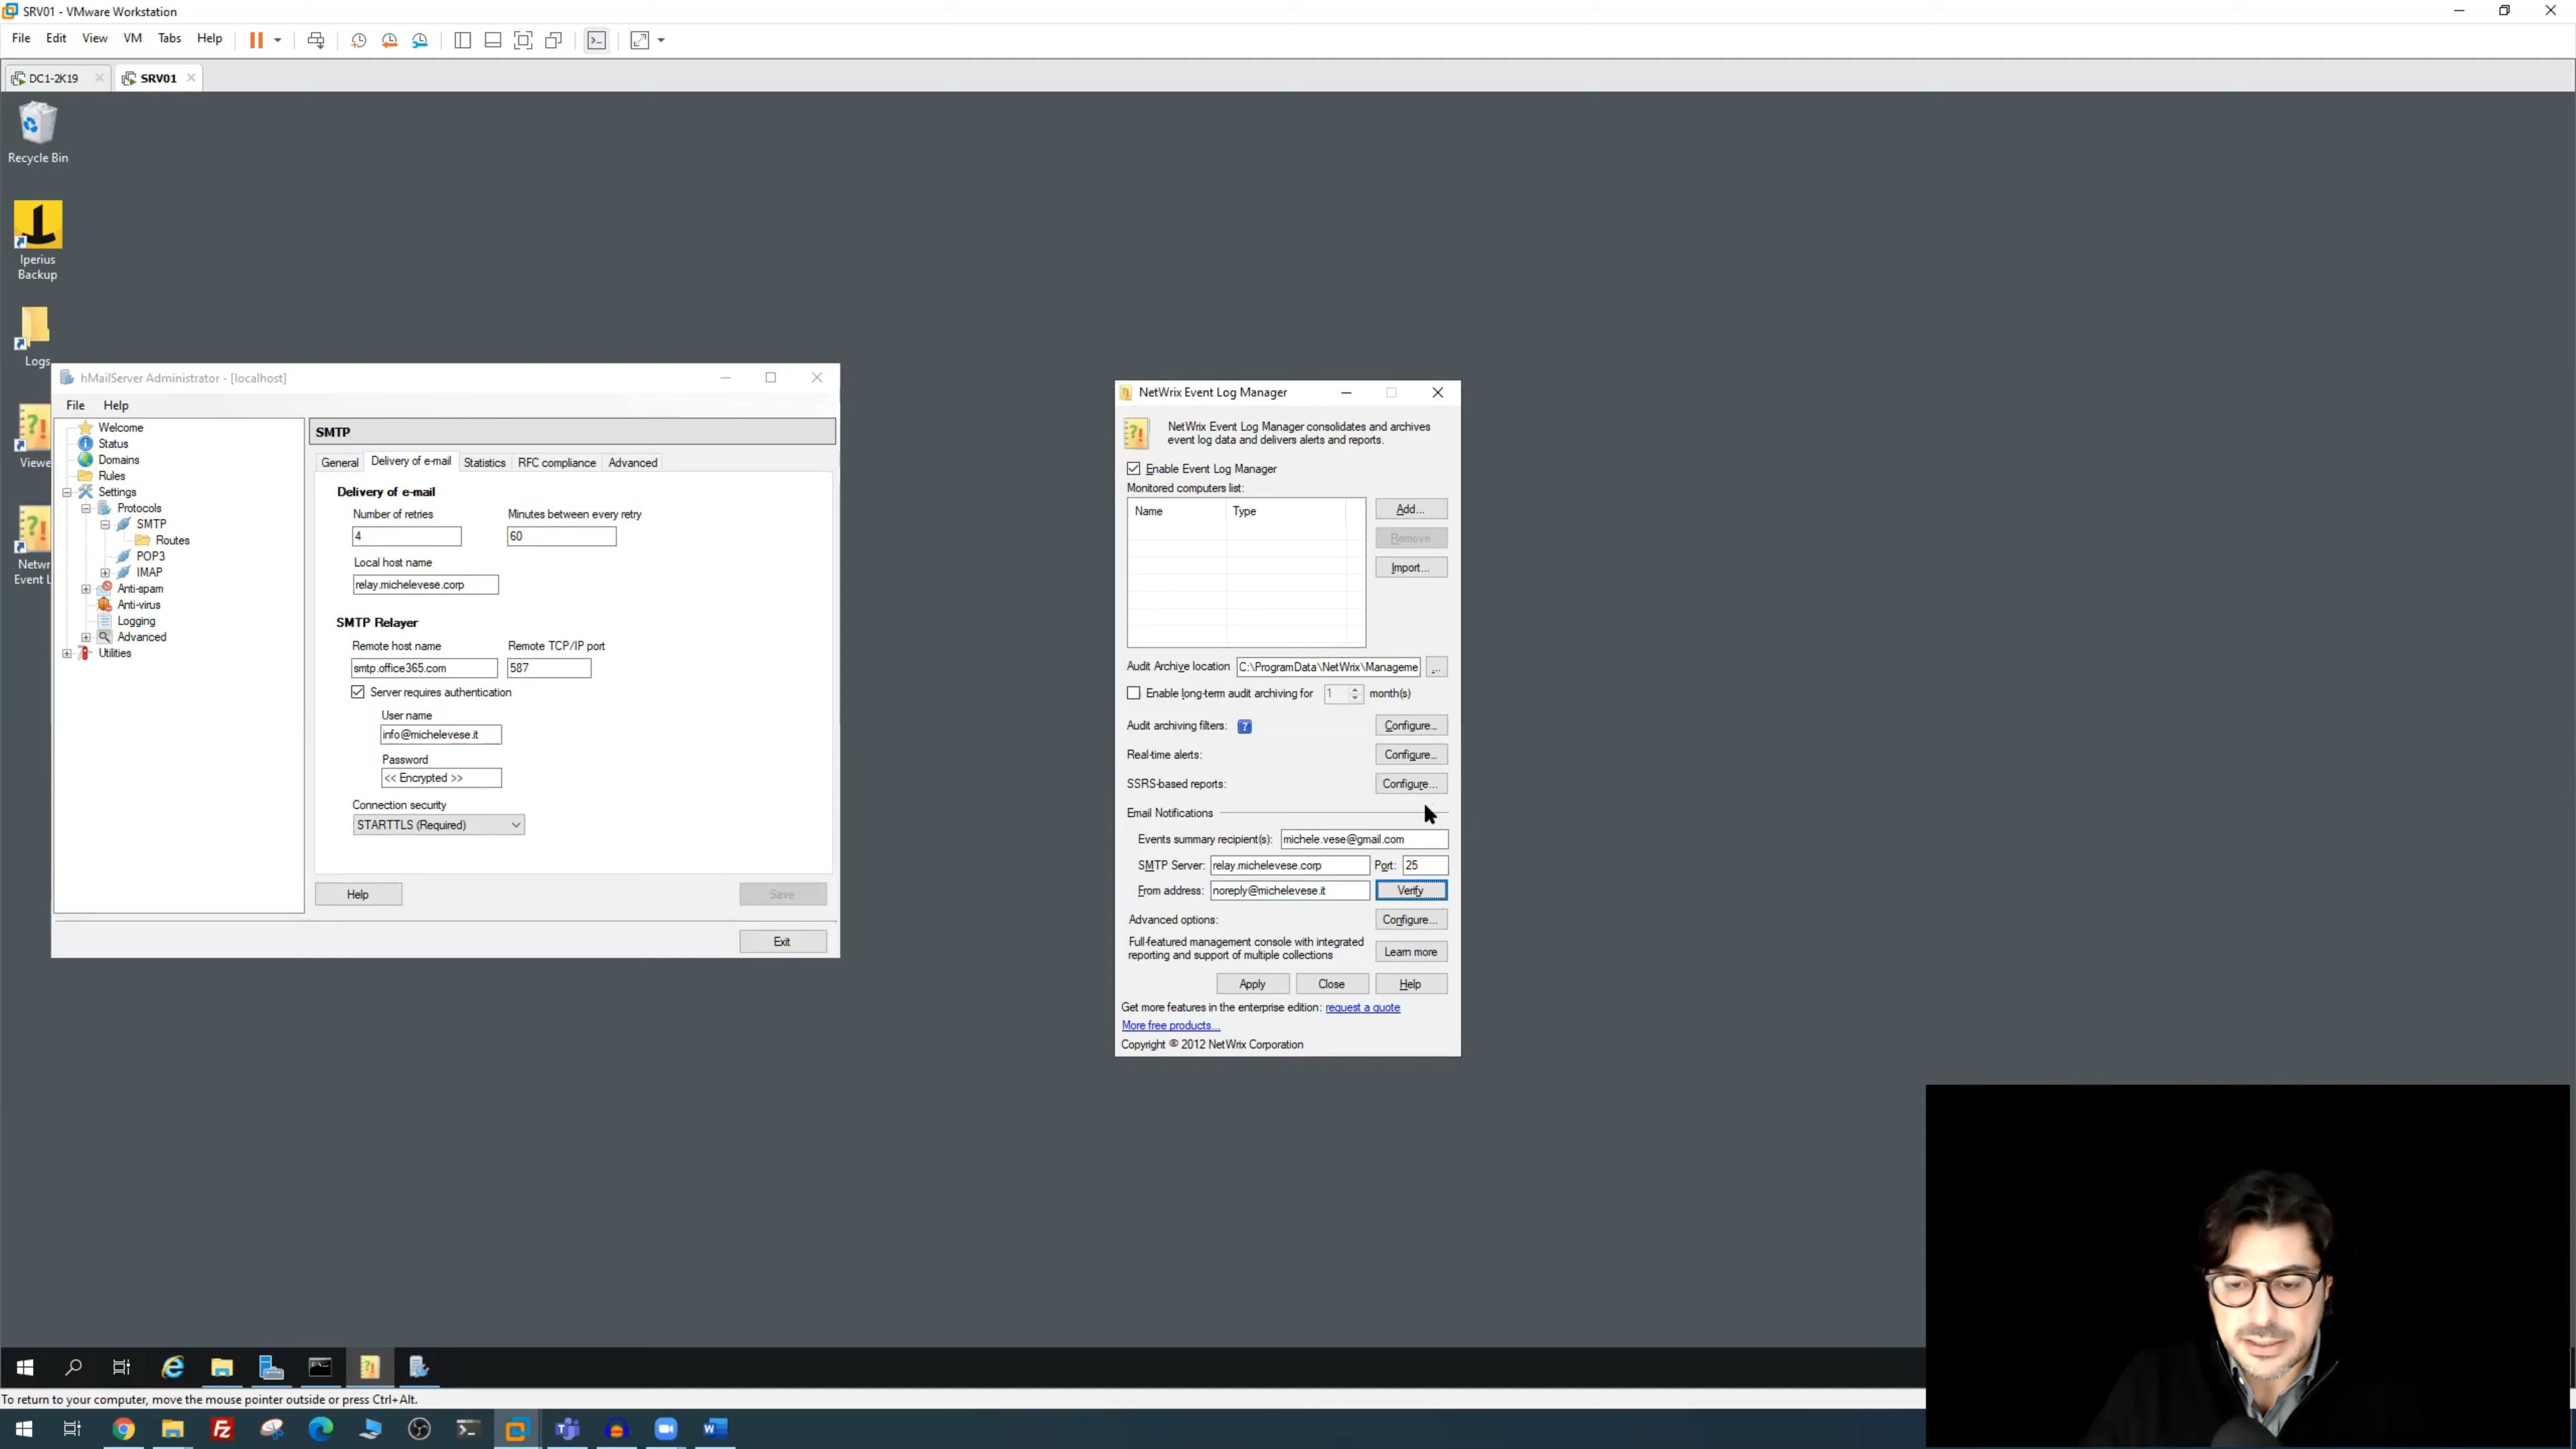 SRV01 - VMware Workstation
File Edit View VM Tabs Help
DC1-2K19
SRV01
Recycle Bin
Iperius
Backup
Logs
Viewe
Netwr
Event L
hMailServer Administrator - [localhost]
File Help
Welcome
Status
Domains
Rules
Settings
Protocols
SMTP
Routes
POP3
IMAP
Anti-spam
Anti-virus
Logging
Advanced
Utilities
SMTP
General Delivery of e-mail Statistics RFC compliance Advanced
Delivery of e-mail
Number of retries Minutes between every retry
4 60
Local host name
relay.michelevese.corp
SMTP Relayer
Remote host name Remote TCP/IP port
smtp.office365.com 587
Server requires authentication
User name
info@michelevese.it
Password
<< Encrypted >>
Connection security
STARTTLS (Required)
Help Save
Exit
NetWrix Event Log Manager
NetWrix Event Log Manager consolidates and archives
event log data and delivers alerts and reports.
Enable Event Log Manager
Monitored computers list:
Name Type
Add...
Remove
Import...
Audit Archive location C:\ProgramData\NetWrix\Manageme ...
Enable long-term audit archiving for 1 month(s)
Audit archiving filters: ? Configure...
Real-time alerts: Configure...
SSRS-based reports: Configure...
Email Notifications
Events summary recipient(s): michele.vese@gmail.com
SMTP Server: relay.michelevese.corp Port: 25
From address: noreply@michelevese.it Verify
Advanced options: Configure...
Full-featured management console with integrated
reporting and support of multiple collections
Learn more
Apply Close Help
Get more features in the enterprise edition: request a quote
More free products...
Copyright © 2012 NetWrix Corporation
To return to your computer, move the mouse pointer outside or press Ctrl+Alt.